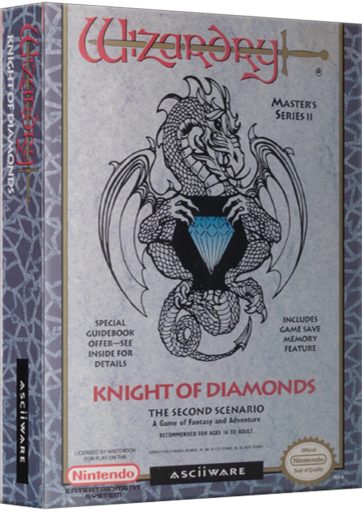 Wizardry
®
MASTER'S
SERIES II
SPECIAL
GUIDEBOOK
OFFER—SEE
INSIDE FOR
DETAILS
INCLUDES
GAME SAVE
MEMORY
FEATURE
KNIGHT OF DIAMONDS
THE SECOND SCENARIO
A Game of Fantasy and Adventure
RECOMMENDED FOR AGES 14 TO ADULT.
LICENSED BY NINTENDO®
FOR PLAY ON THE
Nintendo
ENTERTAINMENT
SYSTEM
ASCIIWARE
Official
Nintendo
Seal of Quality
Wizardry
KNIGHT OF DIAMONDS
ASCIIWARE